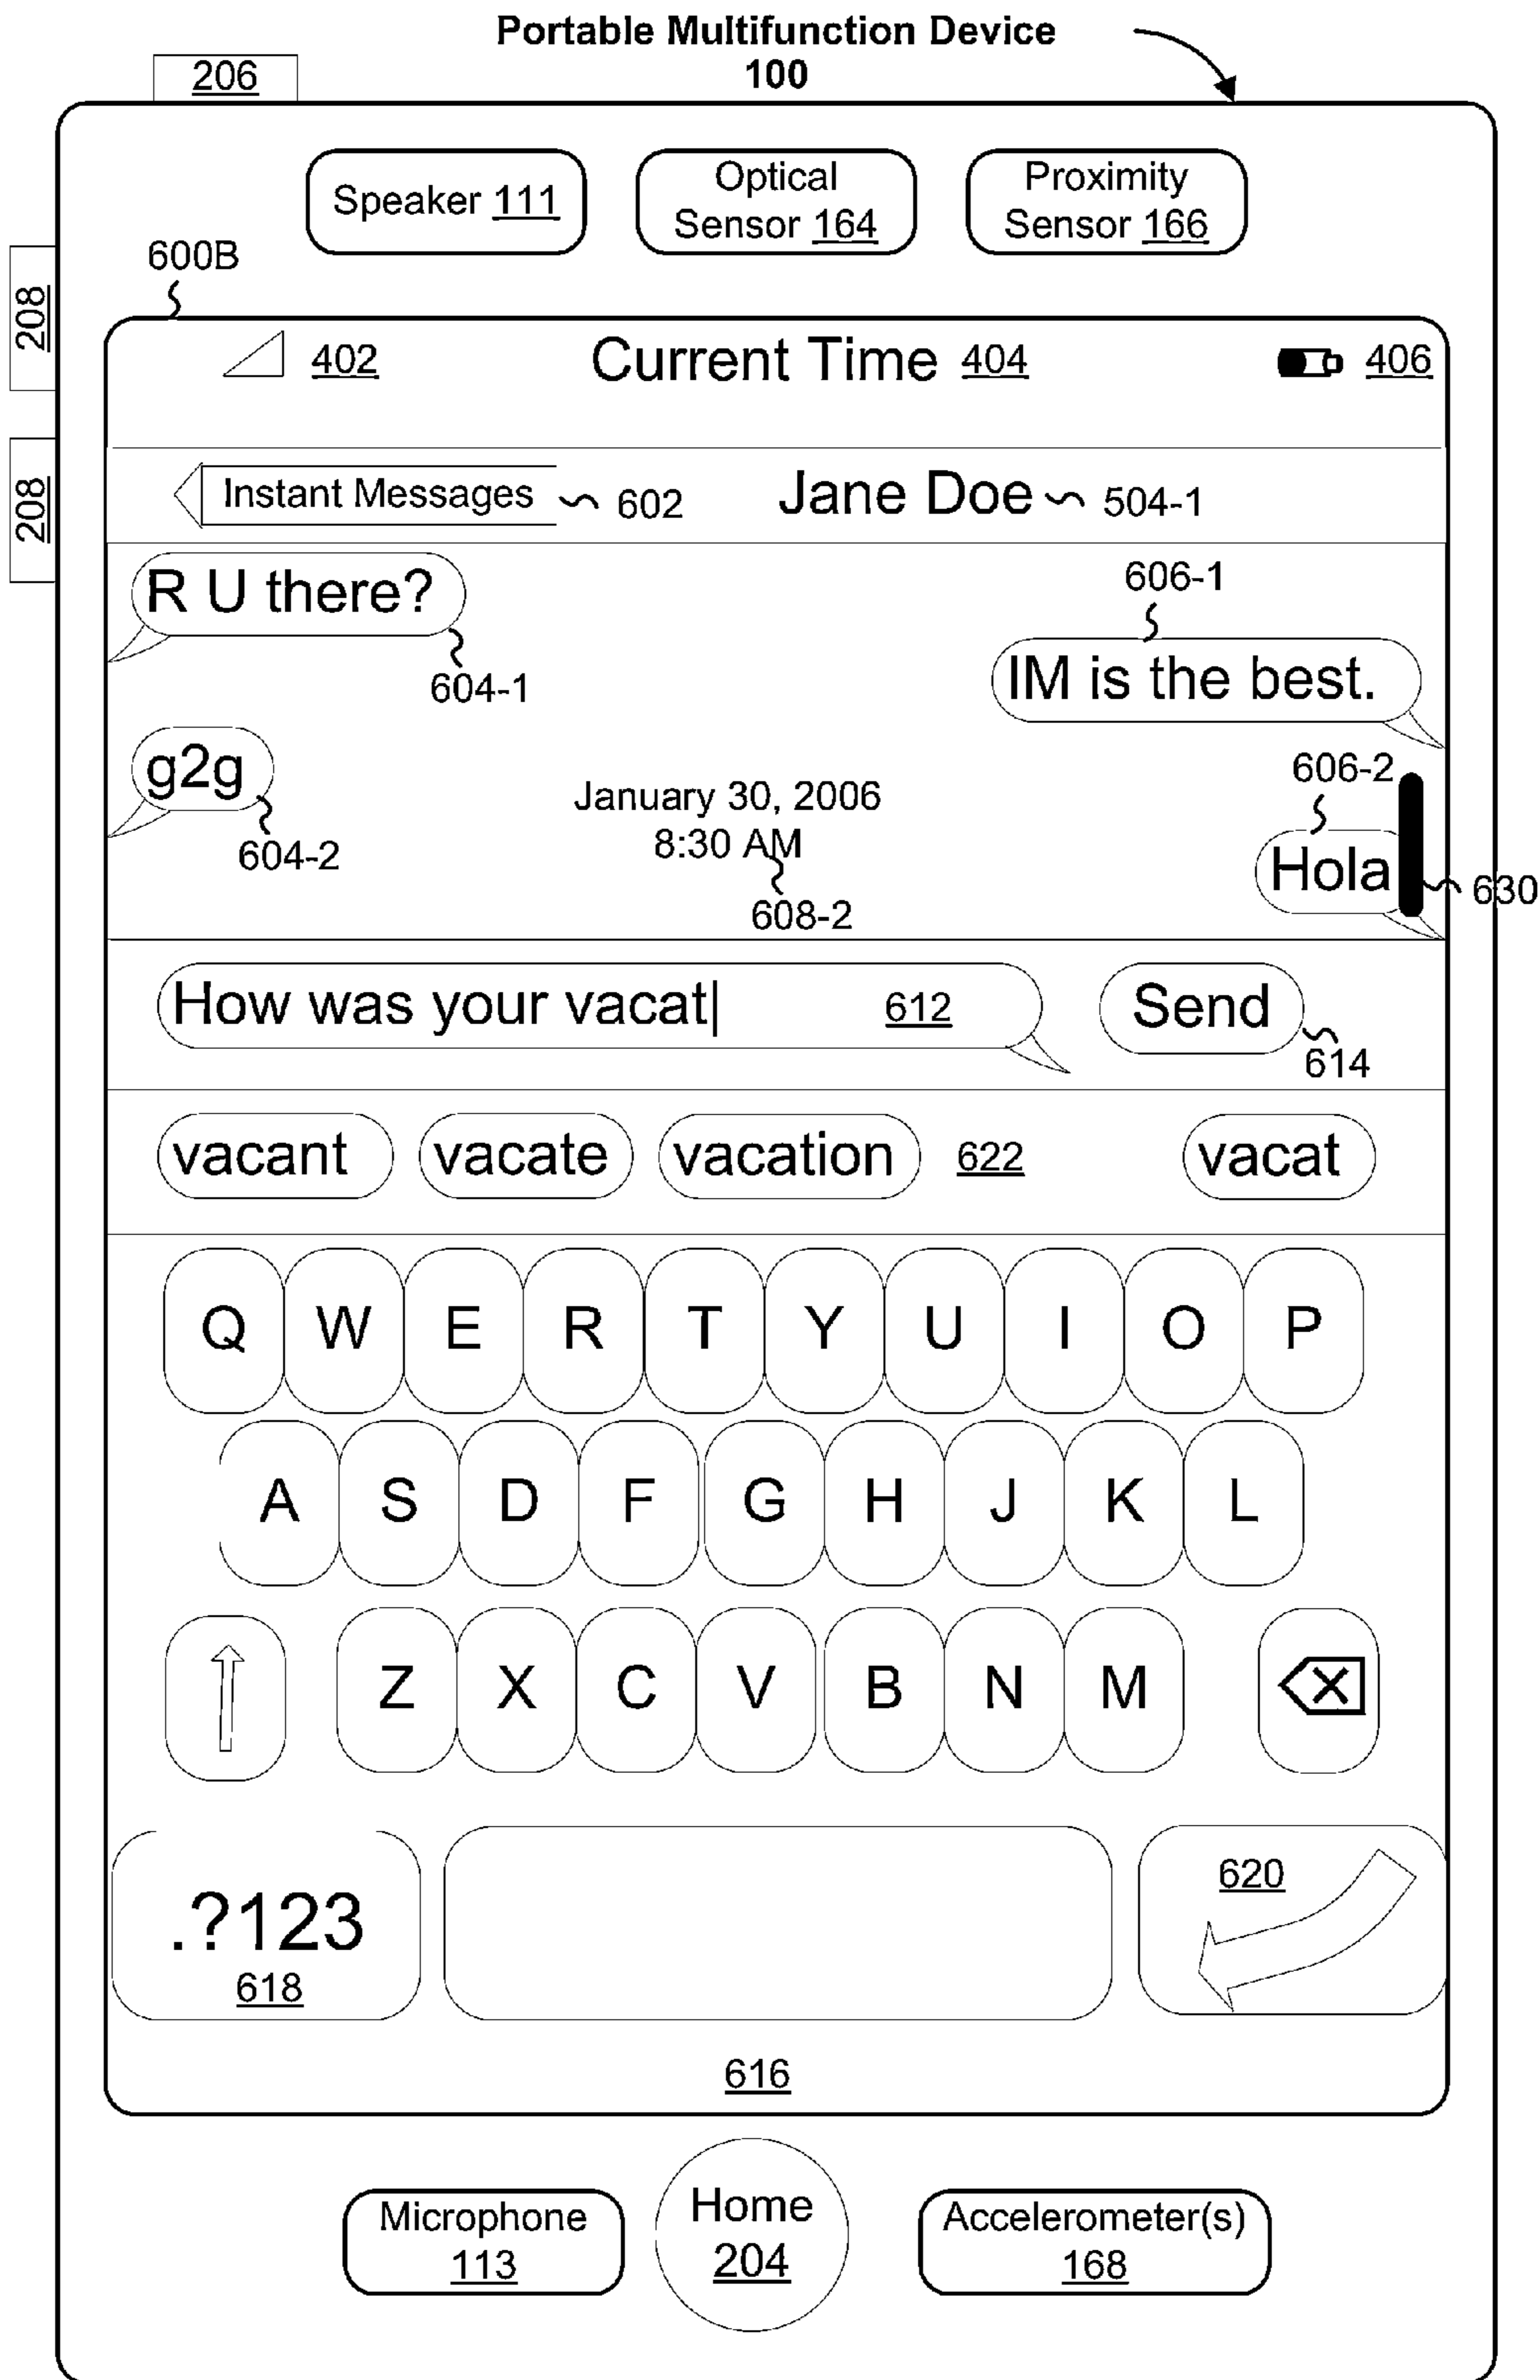 Portable Multifunction Device
100
206
Speaker 111
Optical
Sensor 164
Proximity
Sensor 166
600B
208
402
Current Time 404
406
208
Instant Messages
602
Jane Doe
504-1
R U there?
604-1
606-1
IM is the best.
g2g
604-2
January 30, 2006
8:30 AM
608-2
606-2
Hola
630
How was your vacat
612
Send
614
vacant
vacate
vacation
622
vacat
Q W E R T Y U I O P
A S D F G H J K L
Z X C V B N M
.?123
618
620
616
Microphone
113
Home
204
Accelerometer(s)
168